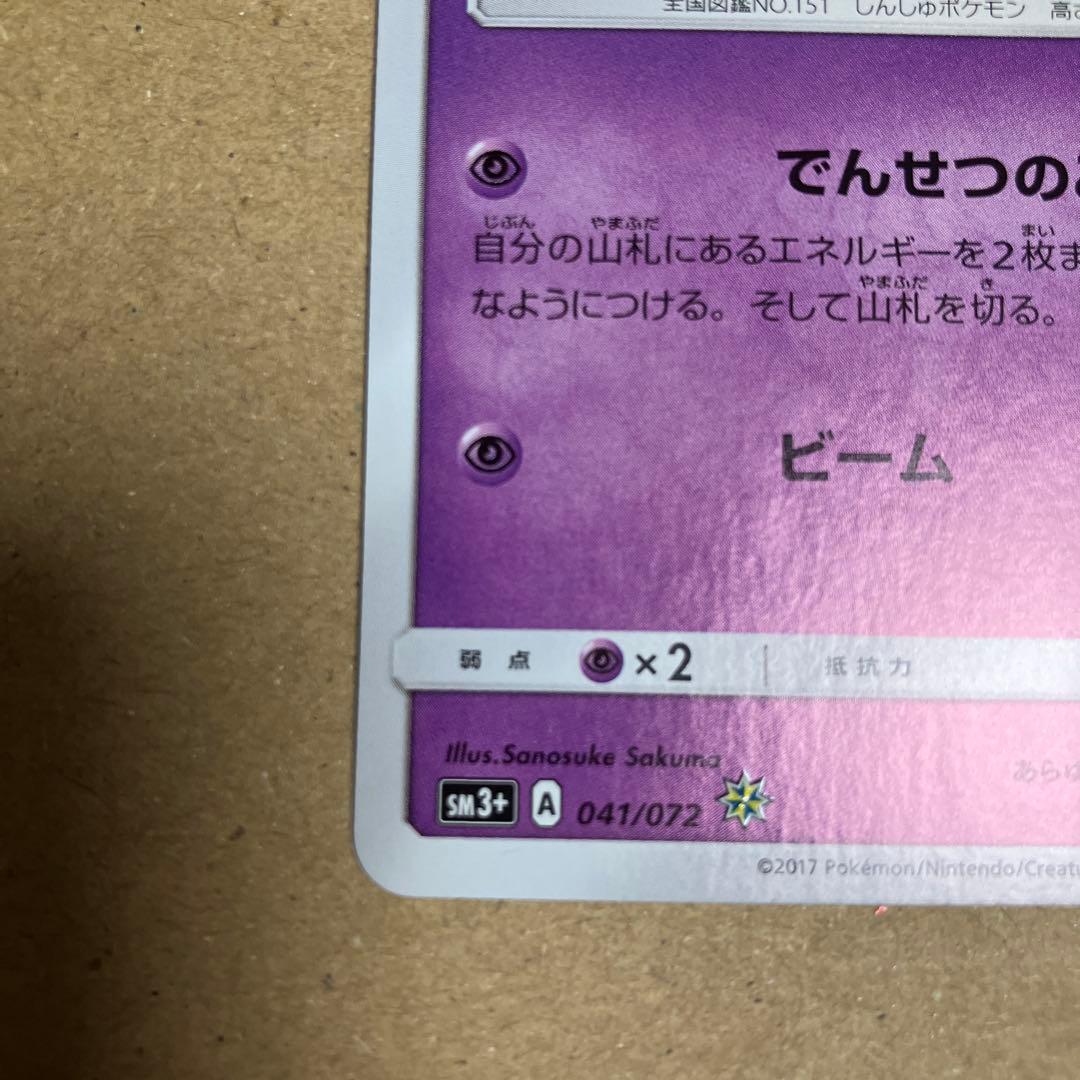 全国図鑑NO.151 しんしゅポケモン 高さ
でんせつの
じぶん やまふだ まい
自分の山札にあるエネルギーを2枚ま
やまふだ き
なようにつける。そして山札を切る。
ビーム
弱点 ×2 抵抗力
Illus.Sanosuke Sakuma
あらゆ
SM3+ A 041/072
©2017 Pokémon/Nintendo/Creatu